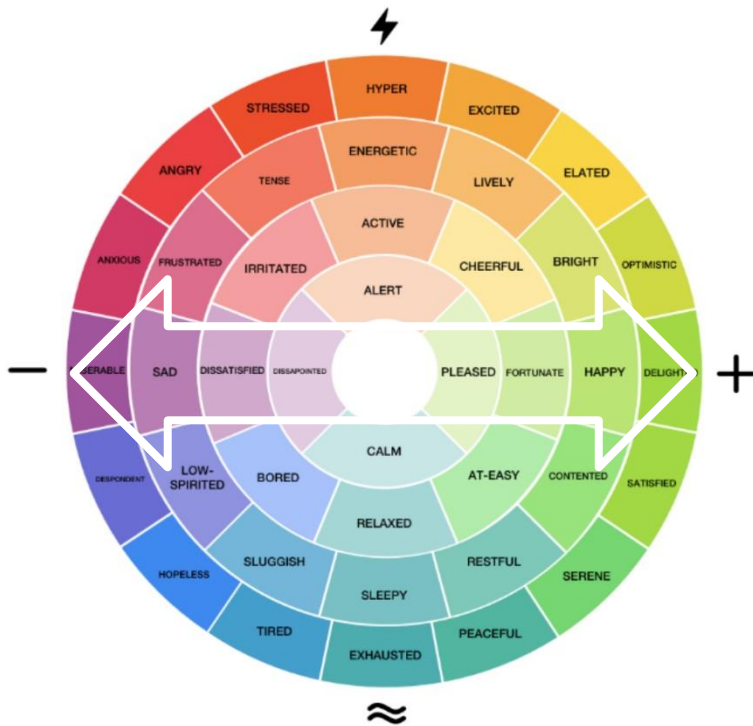 HYPER
STRESSED
EXCITED
ANGRY
ENERGETIC
ELATED
TENSE
LIVELY
ACTIVE
ANXIOUS
FRUSTRATED
IRRITATED
CHEERFUL
BRIGHT
OPTIMISTIC
ALERT
−
SERABLE
SAD
DISSATISFIED
DISSAPOINTED
PLEASED
FORTUNATE
HAPPY
DELIGH
+
CALM
DESPONDENT
LOW-
SPIRITED
BORED
AT-EASY
CONTENTED
SATISFIED
RELAXED
HOPELESS
SLUGGISH
RESTFUL
SERENE
SLEEPY
TIRED
PEACEFUL
EXHAUSTED
≈